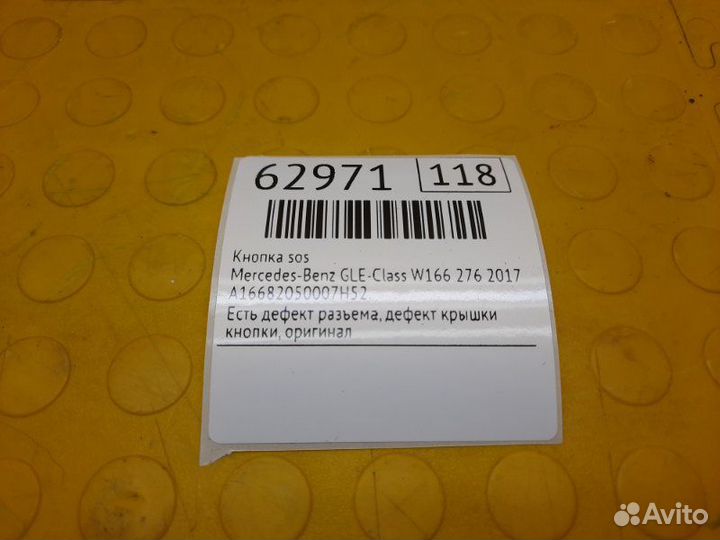 62971 118
Кнопка sos
Mercedes-Benz GLE-Class W166 276 2017
A16682050007H52
Есть дефект разъема, дефект крышки
кнопки, оригинал
Avito